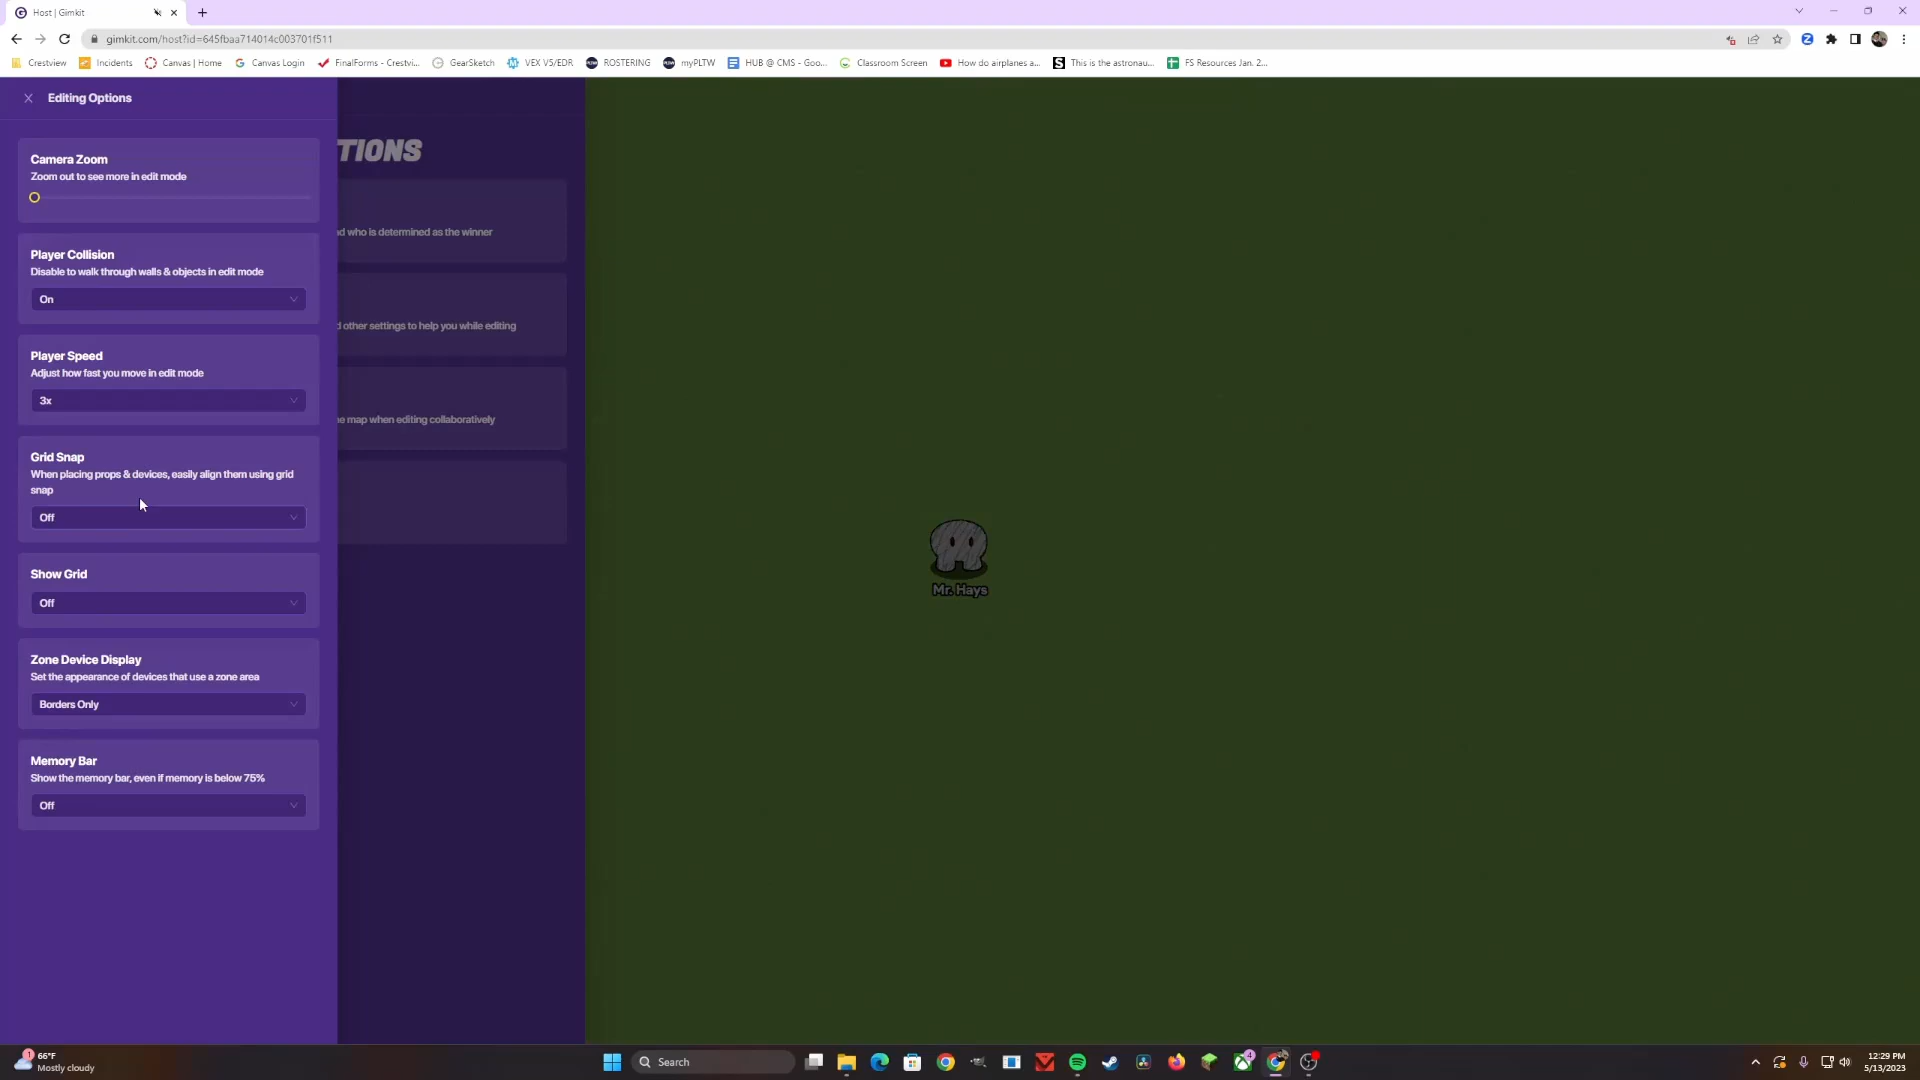 Host | Gimkit
gimkit.com/host?id=645fbaa714014c003701f511
Crestview
Incidents
Canvas | Home
Canvas Login
FinalForms - Crestvi...
GearSketch
VEX V5/EDR
ROSTERING
myPLTW
HUB @ CMS - Goo...
Classroom Screen
How do airplanes a...
This is the astronau...
FS Resources Jan. 2...
Editing Options
TIONS
Camera Zoom
Zoom out to see more in edit mode
d who is determined as the winner
Player Collision
Disable to walk through walls & objects in edit mode
On
d other settings to help you while editing
Player Speed
Adjust how fast you move in edit mode
3x
e map when editing collaboratively
Grid Snap
When placing props & devices, easily align them using grid
snap
Off
Show Grid
Off
Mr. Hays
Zone Device Display
Set the appearance of devices that use a zone area
Borders Only
Memory Bar
Show the memory bar, even if memory is below 75%
Off
1
66°F
Mostly cloudy
Search
4
12:29 PM
5/13/2023